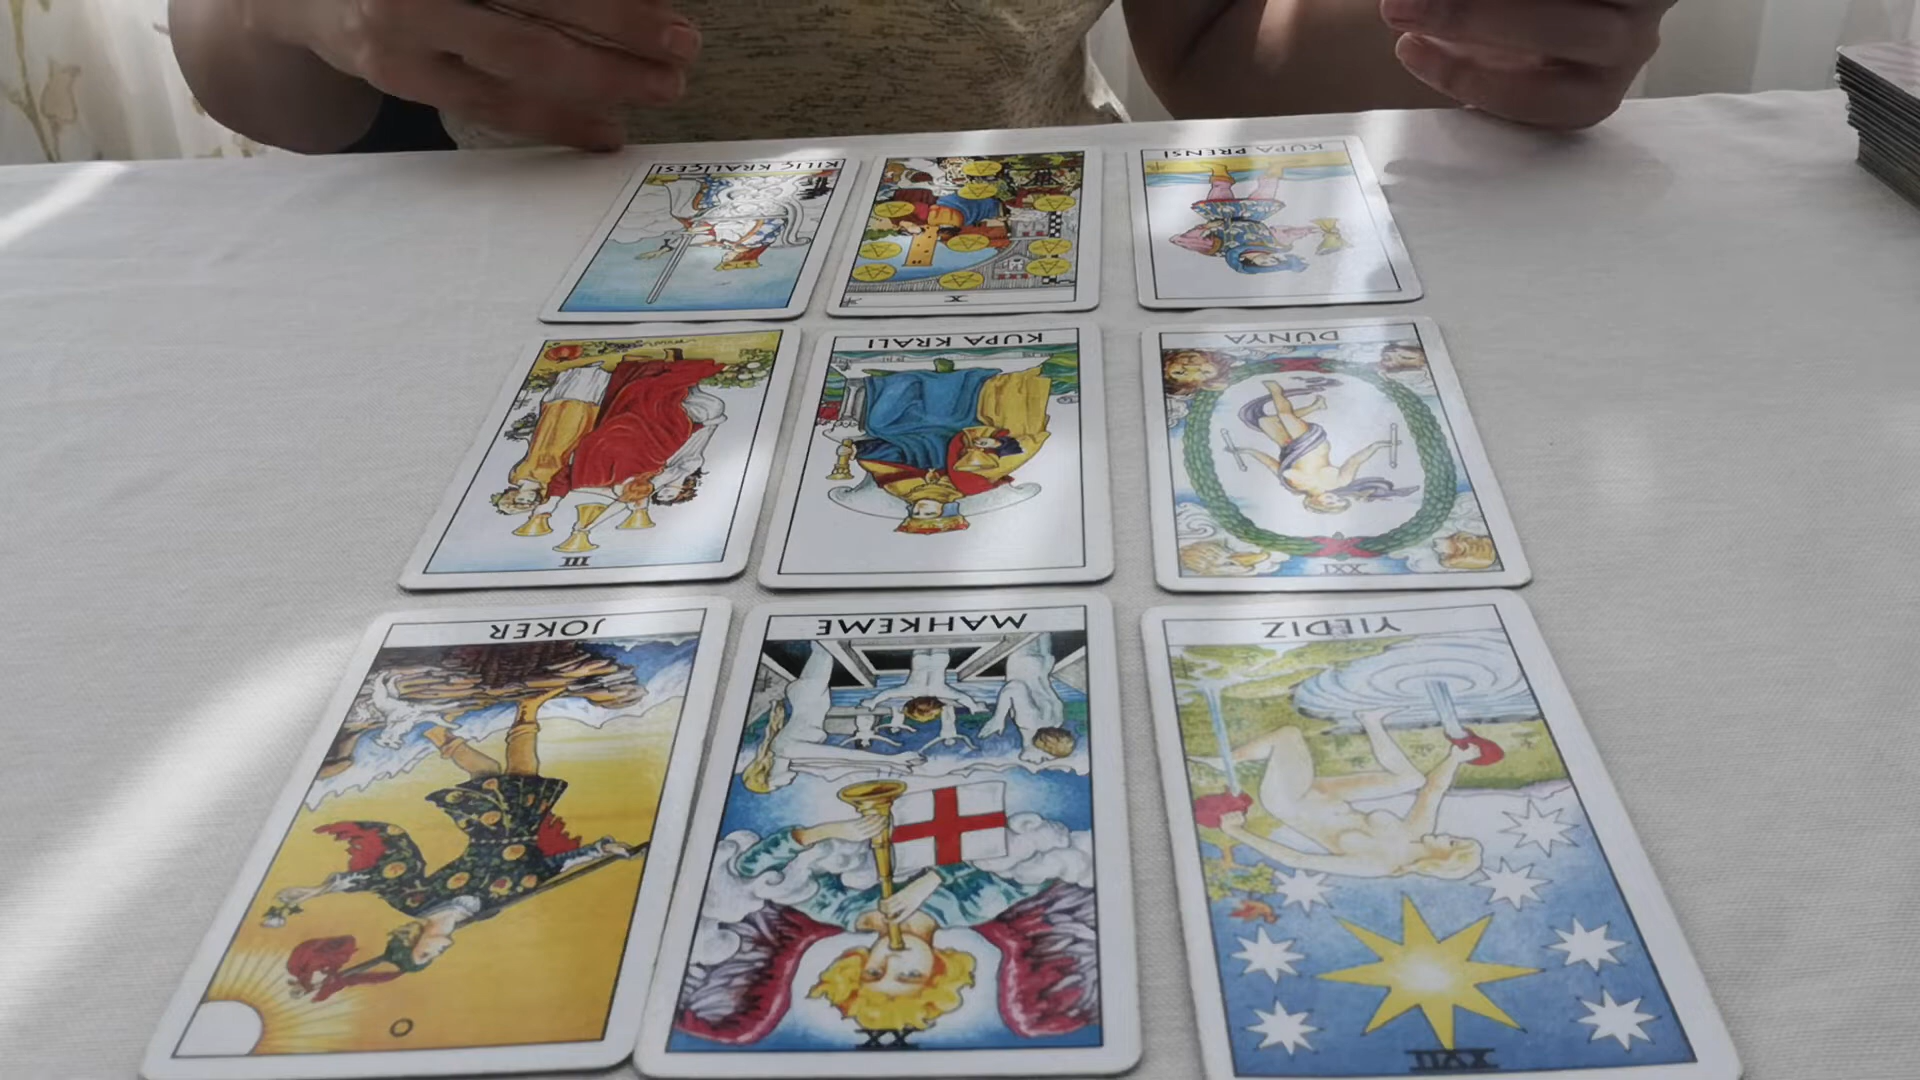 KILIÇ KRALİÇESİ
X
KUPA PRENSİ
III
KUPA KRALI
DÜNYA
XXI
JOKER
0
MAHKEME
XX
YILDIZ
XVII